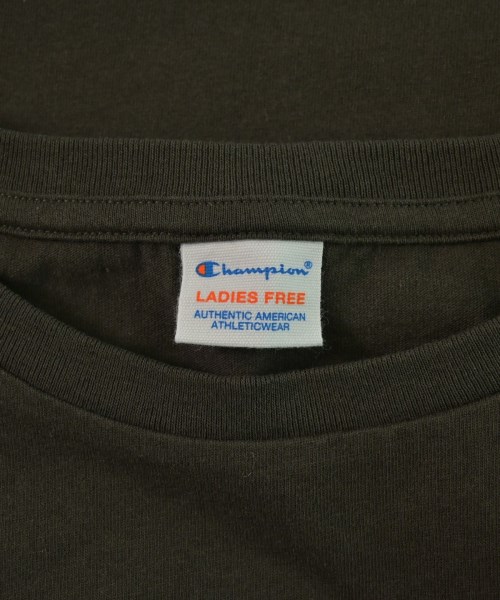 Champion®
LADIES FREE
AUTHENTIC AMERICAN
ATHLETICWEAR